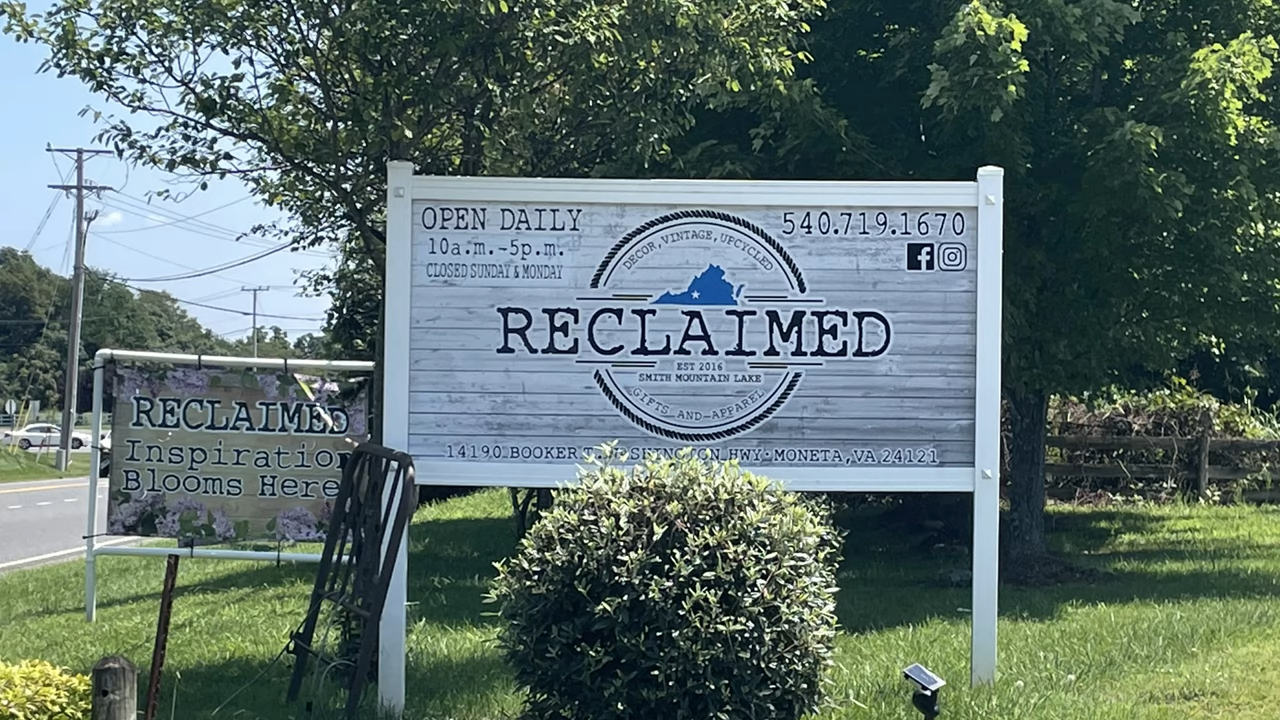 OPEN DAILY
10a.m.-5p.m.
CLOSED SUNDAY & MONDAY
540.719.1670
DECOR, VINTAGE, UPCYCLED
RECLAIMED
EST 2016
SMITH MOUNTAIN LAKE
GIFTS AND APPAREL
14190 BOOKER T. WASHINGTON HWY • MONETA, VA 24121
RECLAIMED
Inspiration
Blooms Here